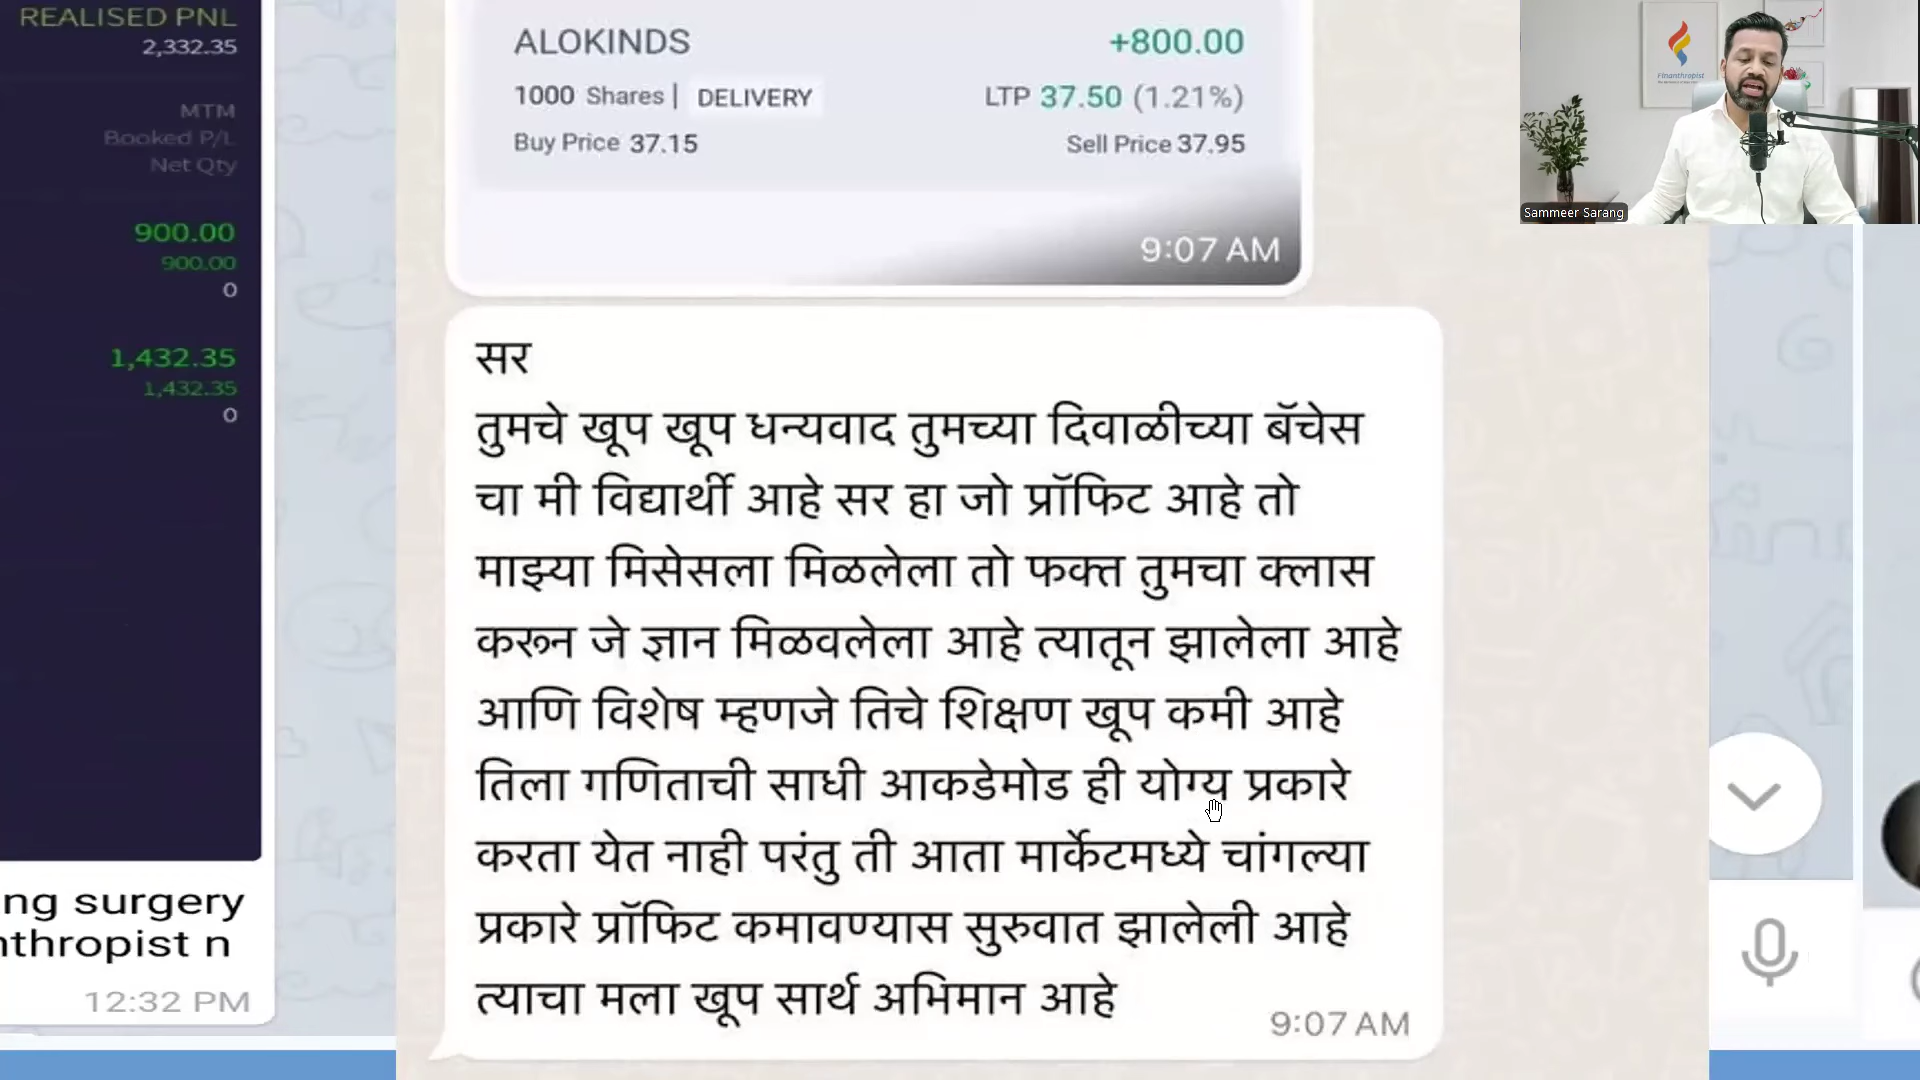 REALISED PNL
2,332.35
MTM
Booked P/L
Net Qty
900.00
900.00
0
1,432.35
1,432.35
0
ng surgery
nthropist n
12:32 PM
ALOKINDS
+800.00
1000 Shares | DELIVERY
LTP 37.50 (1.21%)
Buy Price 37.15
Sell Price 37.95
9:07 AM
सर
तुमचे खूप खूप धन्यवाद तुमच्या दिवाळीच्या बॅचेस
चा मी विद्यार्थी आहे सर हा जो प्रॉफिट आहे तो
माझ्या मिसेसला मिळलेला तो फक्त तुमचा क्लास
करून जे ज्ञान मिळवलेला आहे त्यातून झालेला आहे
आणि विशेष म्हणजे तिचे शिक्षण खूप कमी आहे
तिला गणिताची साधी आकडेमोड ही योग्य प्रकारे
करता येत नाही परंतु ती आता मार्केटमध्ये चांगल्या
प्रकारे प्रॉफिट कमावण्यास सुरुवात झालेली आहे
त्याचा मला खूप सार्थ अभिमान आहे
9:07 AM
Finanthropist
Sammeer Sarang